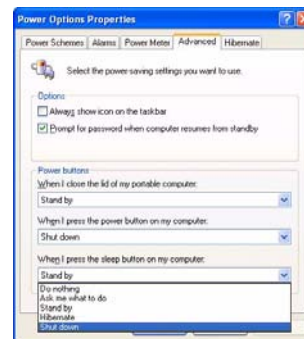 Power Options Properties
Power Schemes Alarms Power Meter Advanced Hibernate
Select the power-saving settings you want to use.
Options
Always show icon on the taskbar
Prompt for password when computer resumes from standby
Power buttons
When I close the lid of my portable computer:
Stand by
When I press the power button on my computer:
Shut down
When I press the sleep button on my computer:
Stand by
Do nothing
Ask me what to do
Stand by
Hibernate
Shut down